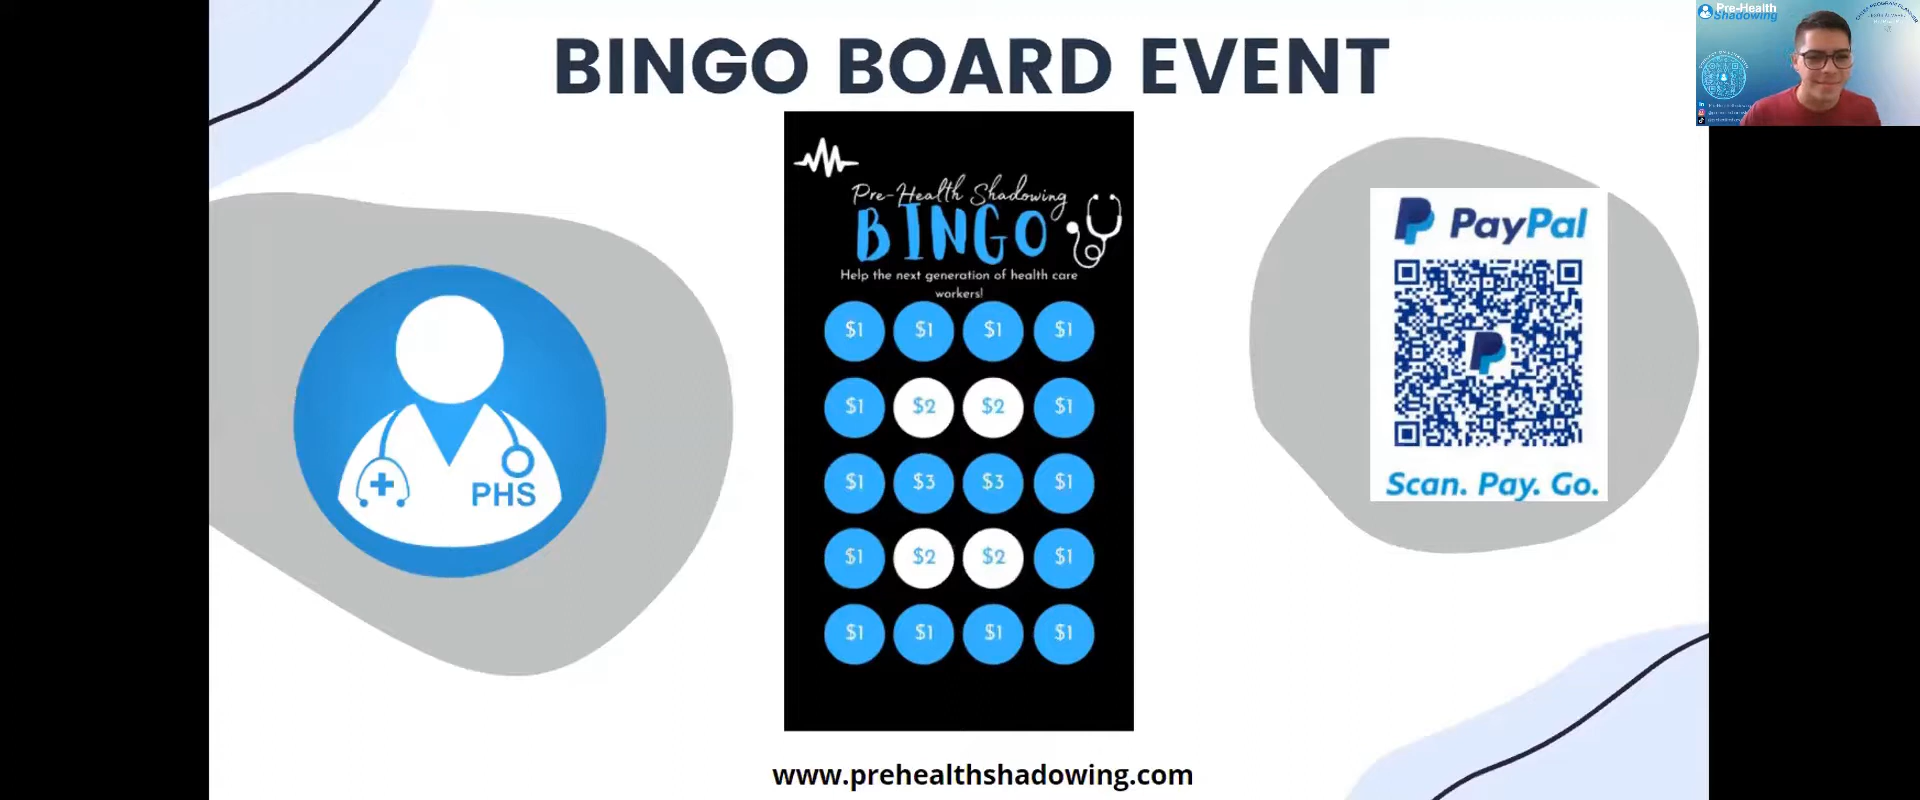 BINGO BOARD EVENT
Pre-Health
Shadowing
Pre-Health Shadowing
BINGO
Help the next generation of health care
workers!
$1 $1 $1 $1
$1 $2 $2 $1
$1 $3 $3 $1
$1 $2 $2 $1
$1 $1 $1 $1
PHS
PayPal
Scan. Pay. Go.
www.prehealthshadowing.com